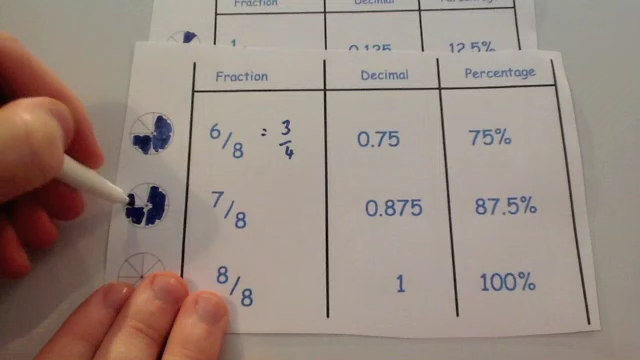 Fraction Decimal Percentage
1 0.125 12.5%
Fraction Decimal Percentage
6/8 = 3/4 0.75 75%
7/8 0.875 87.5%
8/8 1 100%